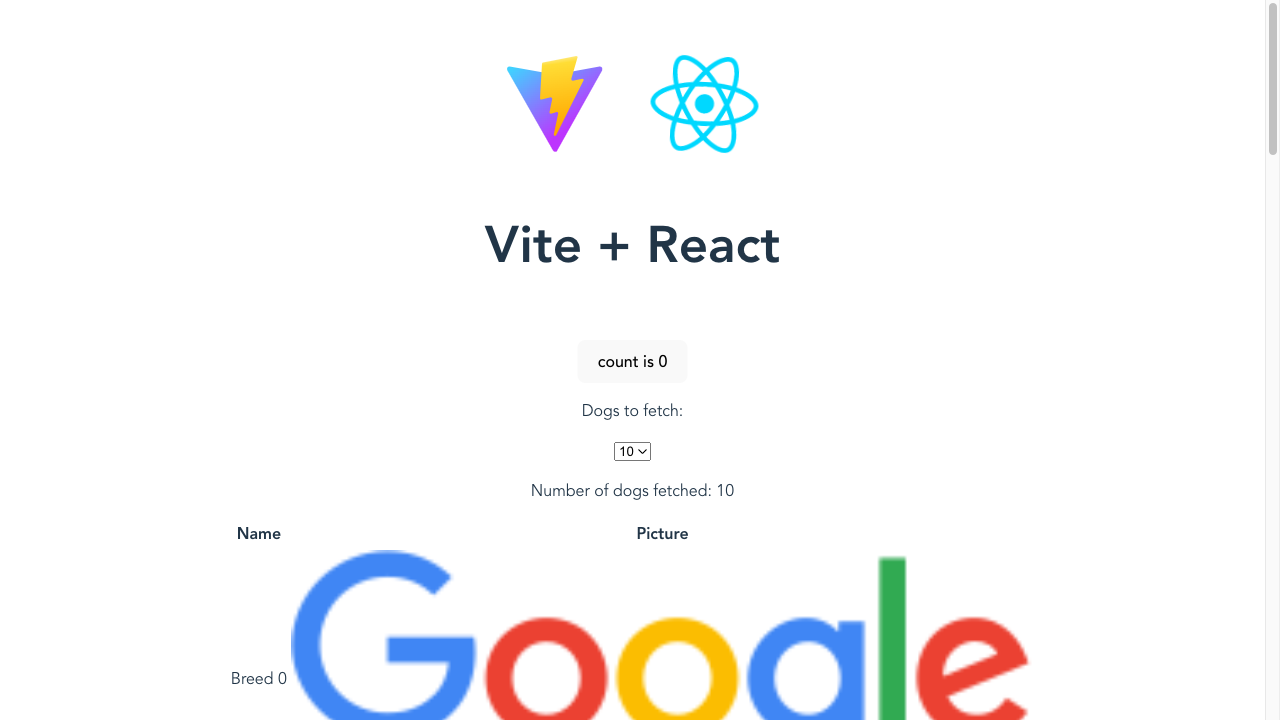 Vite + React
count is 0
Dogs to fetch:
10
Number of dogs fetched: 10
Name Picture
Breed 0 Google